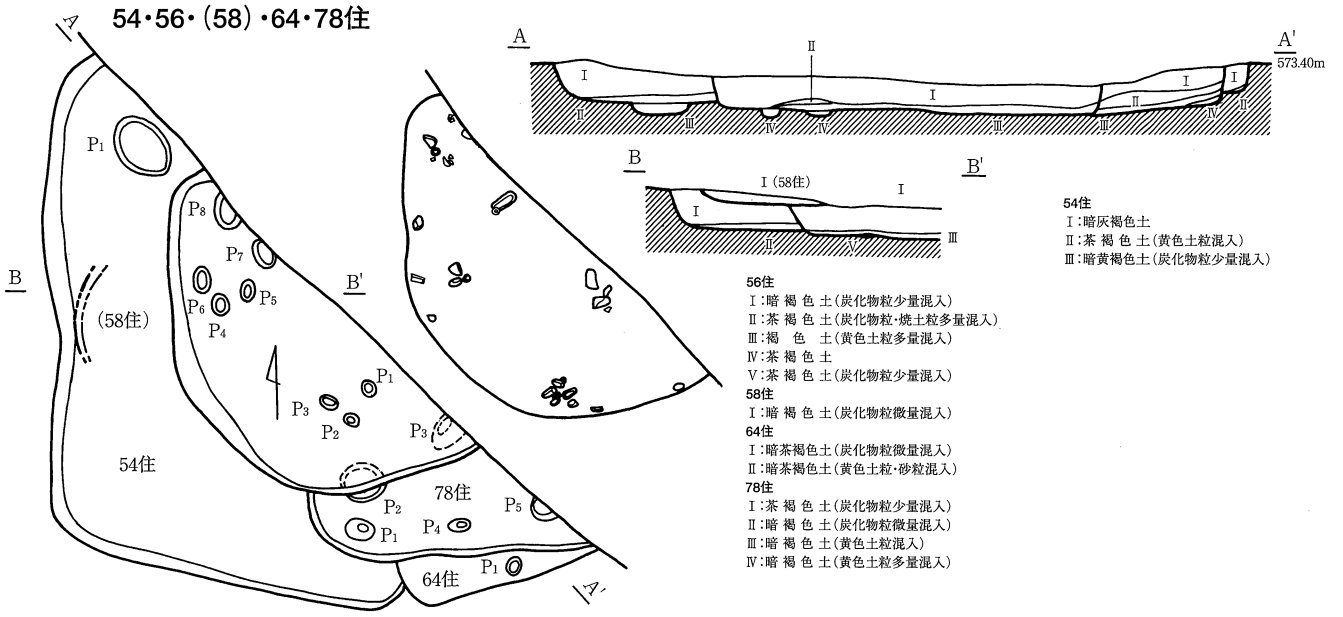 54・56・(58)・64・78住
A
P1
P8
P7
P6
P5
P4
B
B'
(58住)
P1
P3
P2
P3
54住
78住
P2
P1
P4
P5
64住
P1
A'
A
A'
573.40m
Ⅱ
Ⅰ
Ⅰ
Ⅰ
Ⅰ
Ⅱ
Ⅱ
Ⅲ
Ⅳ
Ⅳ
Ⅲ
Ⅲ
Ⅳ
Ⅱ
B
B'
Ⅰ(58住)
Ⅰ
Ⅰ
Ⅱ
Ⅴ
Ⅲ
54住
Ⅰ:暗灰褐色土
Ⅱ:茶褐色土(黄色土粒混入)
Ⅲ:暗黄褐色土(炭化物粒少量混入)
56住
Ⅰ:暗褐色土(炭化物粒少量混入)
Ⅱ:茶褐色土(炭化物粒・焼土粒多量混入)
Ⅲ:褐色土(黄色土粒多量混入)
Ⅳ:茶褐色土
Ⅴ:茶褐色土(炭化物粒少量混入)
58住
Ⅰ:暗褐色土(炭化物粒微量混入)
64住
Ⅰ:暗茶褐色土(炭化物粒微量混入)
Ⅱ:暗茶褐色土(黄色土粒・砂粒混入)
78住
Ⅰ:茶褐色土(炭化物粒少量混入)
Ⅱ:暗褐色土(炭化物粒微量混入)
Ⅲ:暗褐色土(黄色土粒混入)
Ⅳ:暗褐色土(黄色土粒多量混入)